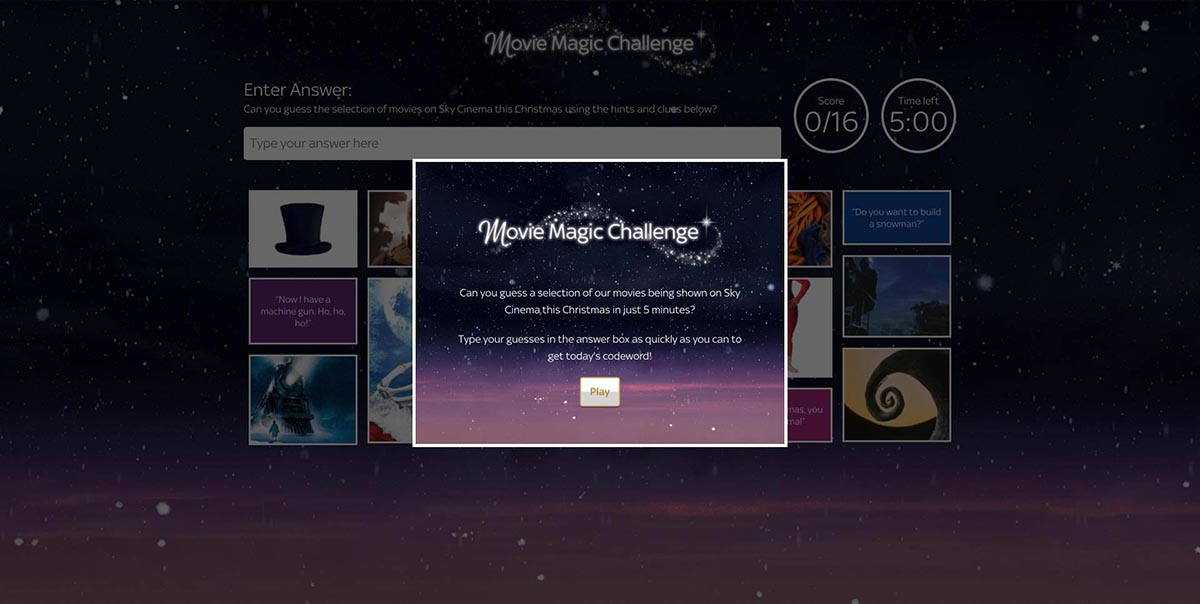 Movie Magic Challenge
Enter Answer:
Can you guess the selection of movies on Sky Cinema this Christmas using the hints and clues below?
Type your answer here
Score
0/16
Time left
5:00
"Now I have a
machine gun. Ho, ho,
ho!"
Movie Magic Challenge
Can you guess a selection of our movies being shown on Sky
Cinema this Christmas in just 5 minutes?
Type your guesses in the answer box as quickly as you can to
get today's codeword!
Play
"Do you want to build
a snowman?"
you